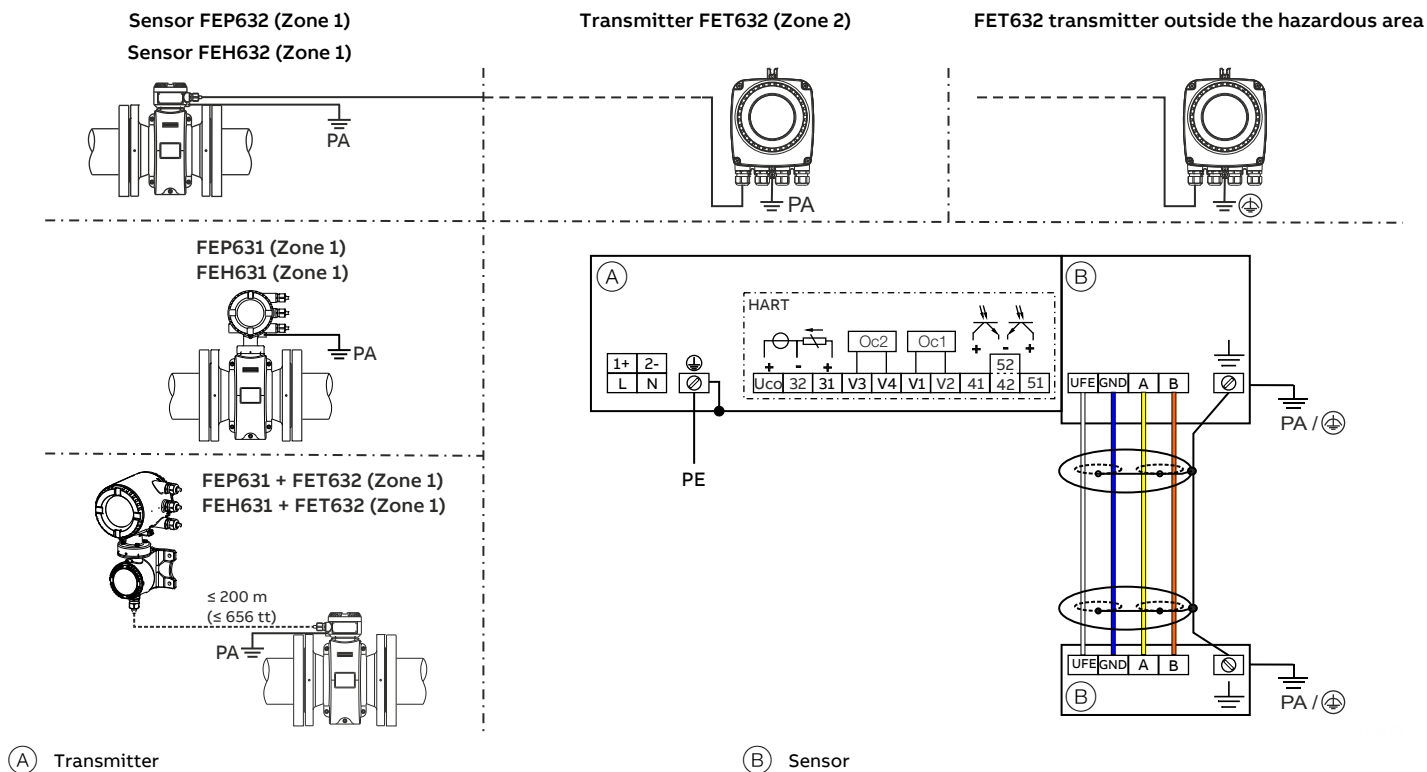 Sensor FEP632 (Zone 1)
Sensor FEH632 (Zone 1)
Transmitter FET632 (Zone 2)
FET632 transmitter outside the hazardous area
PA
PA
FEP631 (Zone 1)
FEH631 (Zone 1)
PA
FEP631 + FET632 (Zone 1)
FEH631 + FET632 (Zone 1)
≤ 200 m
(≤ 656 tt)
PA
A
B
HART
Oc2
Oc1
+ - +
+ - +
1+ 2-
L N
52
Uco 32 31 V3 V4 V1 V2 41 42 51
PE
UFE GND A B
PA /
UFE GND A B
B
PA /
A Transmitter
B Sensor